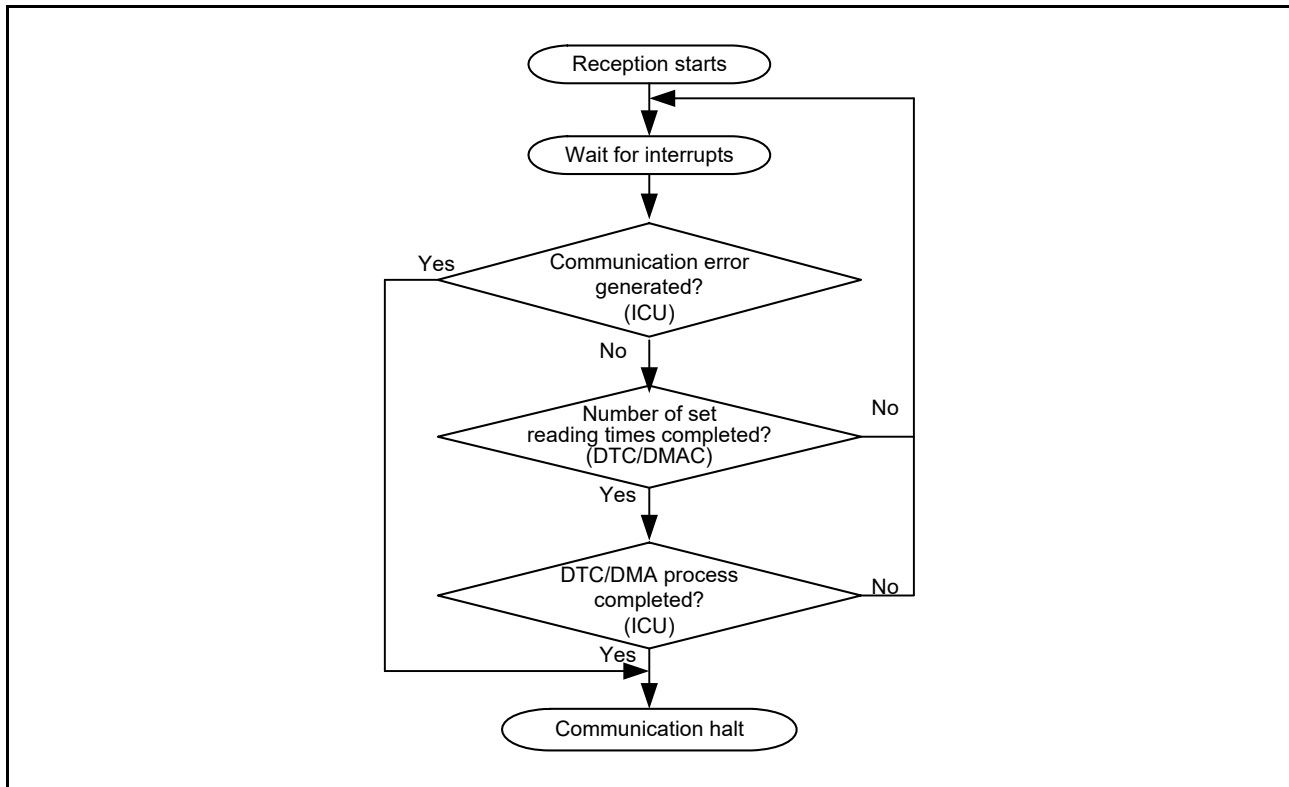 Reception starts
Wait for interrupts
Yes
Communication error
generated?
(ICU)
No
Number of set
reading times completed?
(DTC/DMAC)
No
Yes
DTC/DMA process
completed?
(ICU)
No
Yes
Communication halt